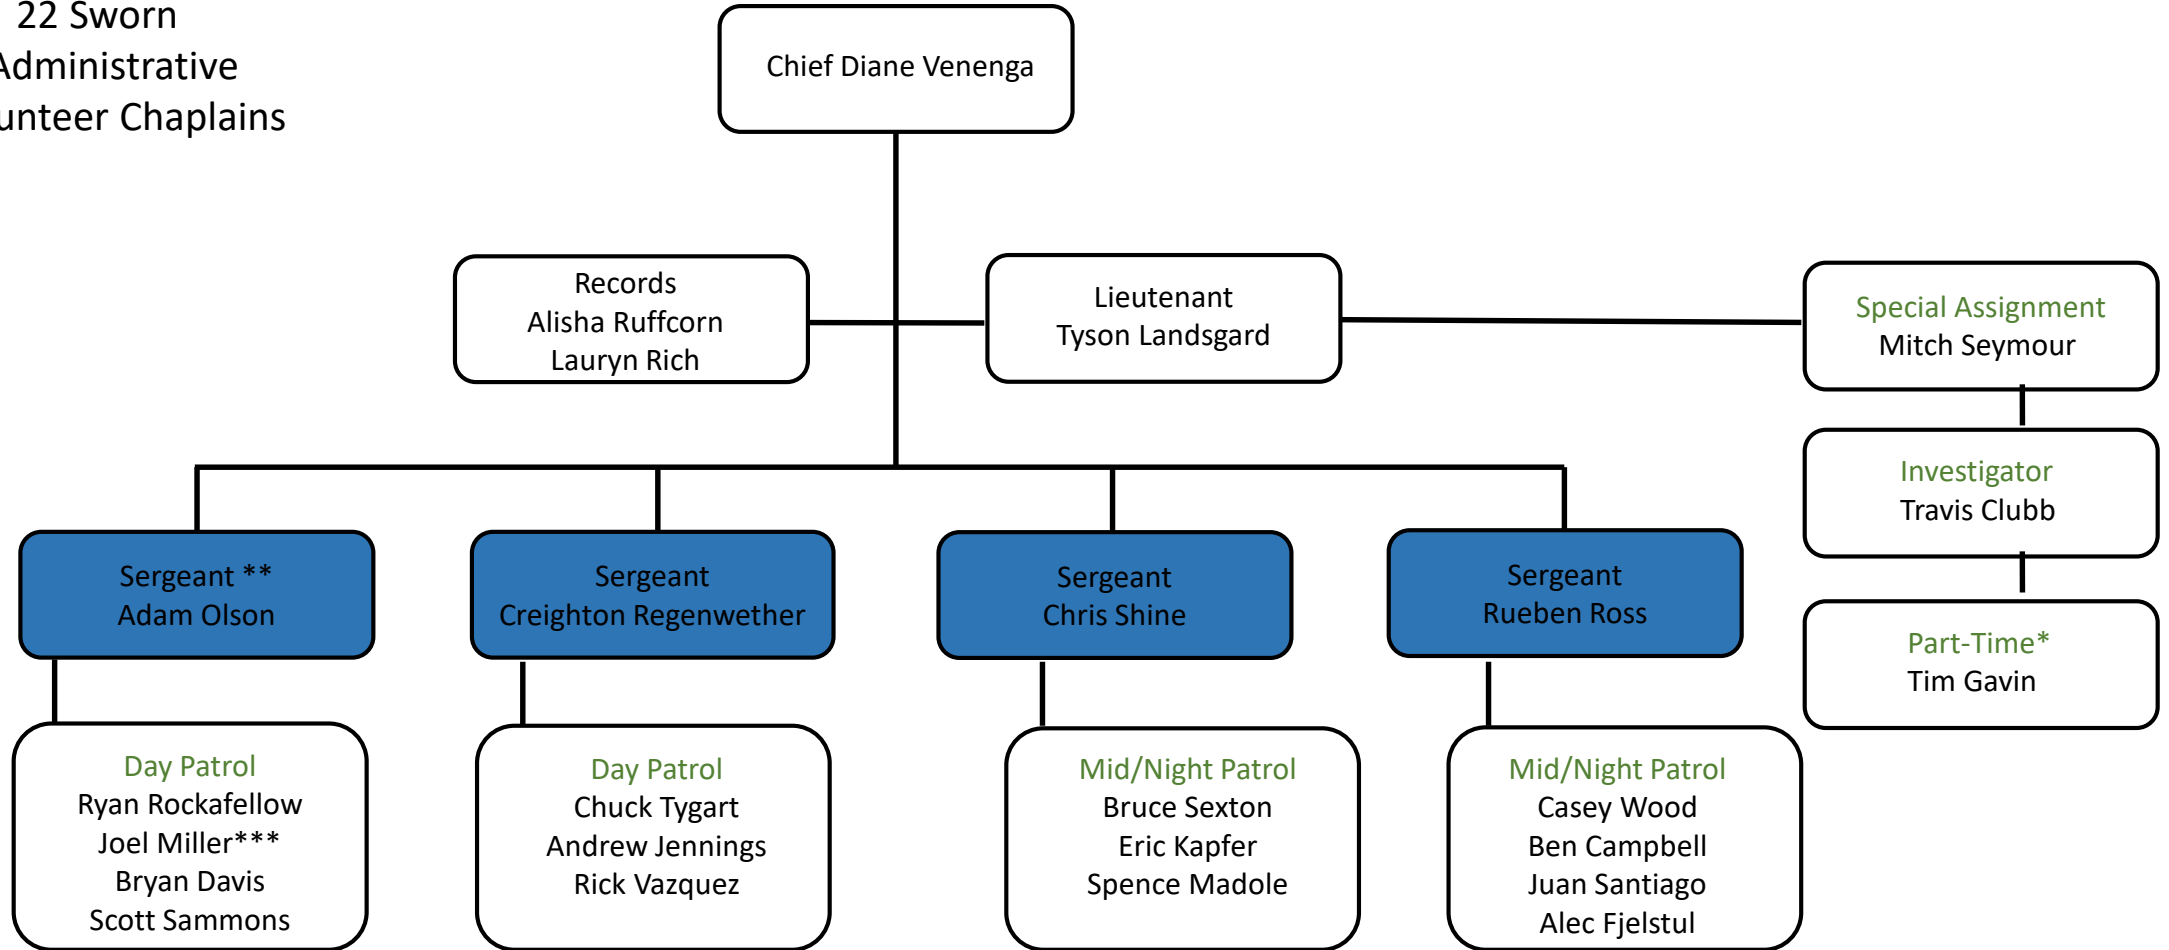 22 Sworn
Administrative
unteer Chaplains
Chief Diane Venenga
Records
Alisha Ruffcorn
Lauryn Rich
Lieutenant
Tyson Landsgard
Special Assignment
Mitch Seymour
Investigator
Travis Clubb
Part-Time*
Tim Gavin
Sergeant **
Adam Olson
Sergeant
Creighton Regenwether
Sergeant
Chris Shine
Sergeant
Rueben Ross
Day Patrol
Ryan Rockafellow
Joel Miller***
Bryan Davis
Scott Sammons
Day Patrol
Chuck Tygart
Andrew Jennings
Rick Vazquez
Mid/Night Patrol
Bruce Sexton
Eric Kapfer
Spence Madole
Mid/Night Patrol
Casey Wood
Ben Campbell
Juan Santiago
Alec Fjelstul